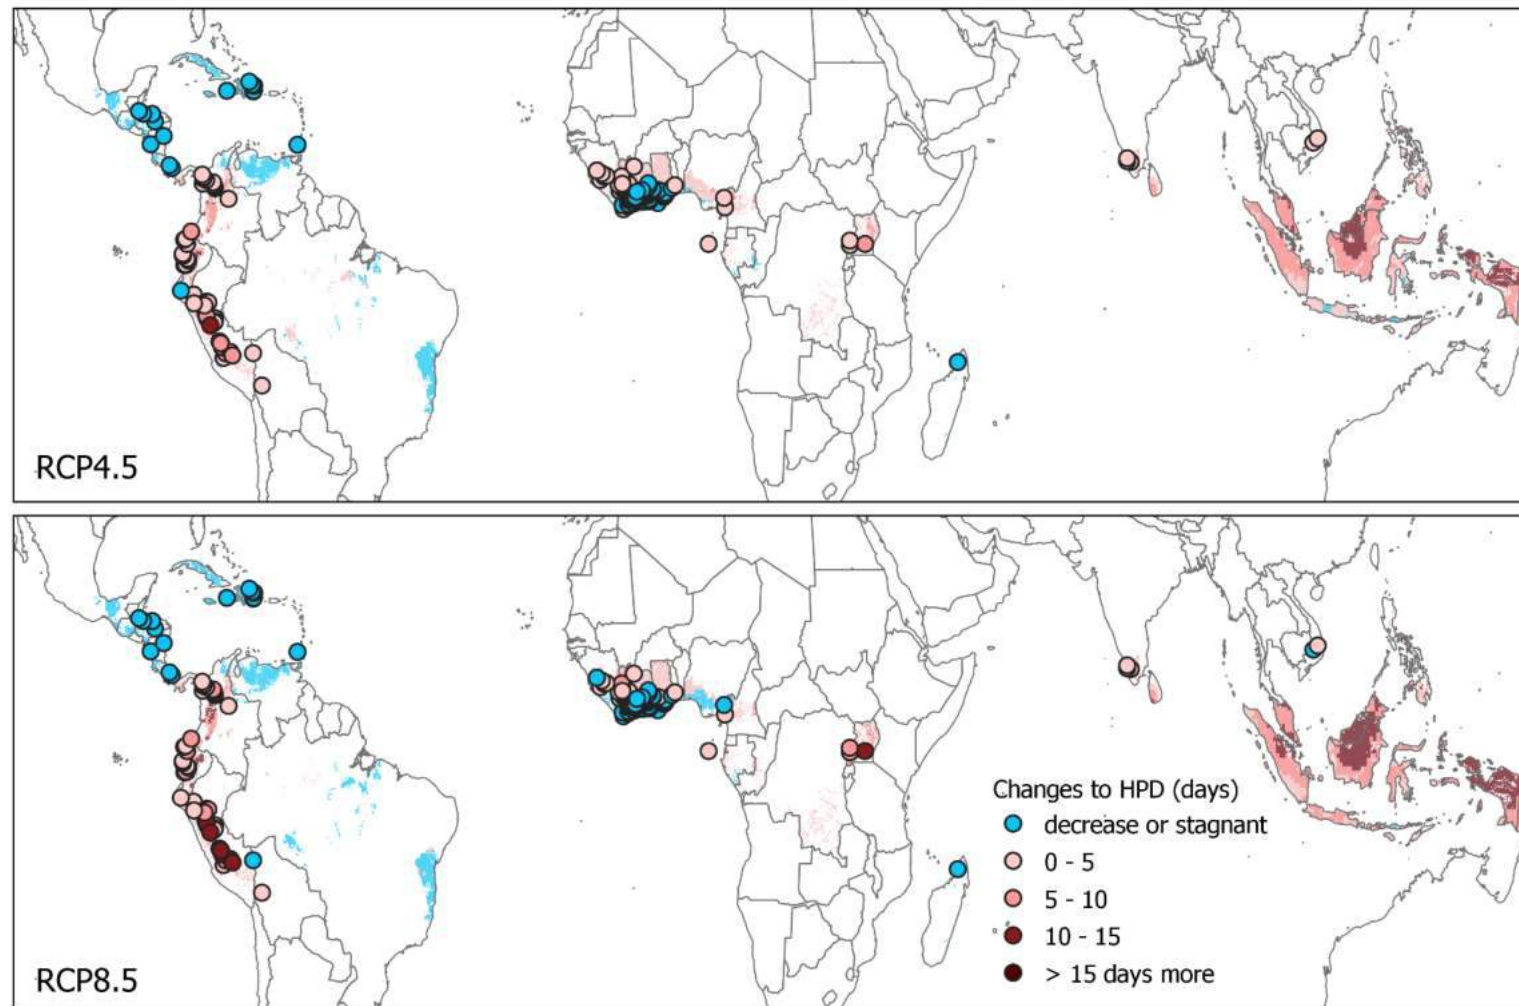 RCP4.5
RCP8.5
Changes to HPD (days)
decrease or stagnant
0 - 5
5 - 10
10 - 15
> 15 days more